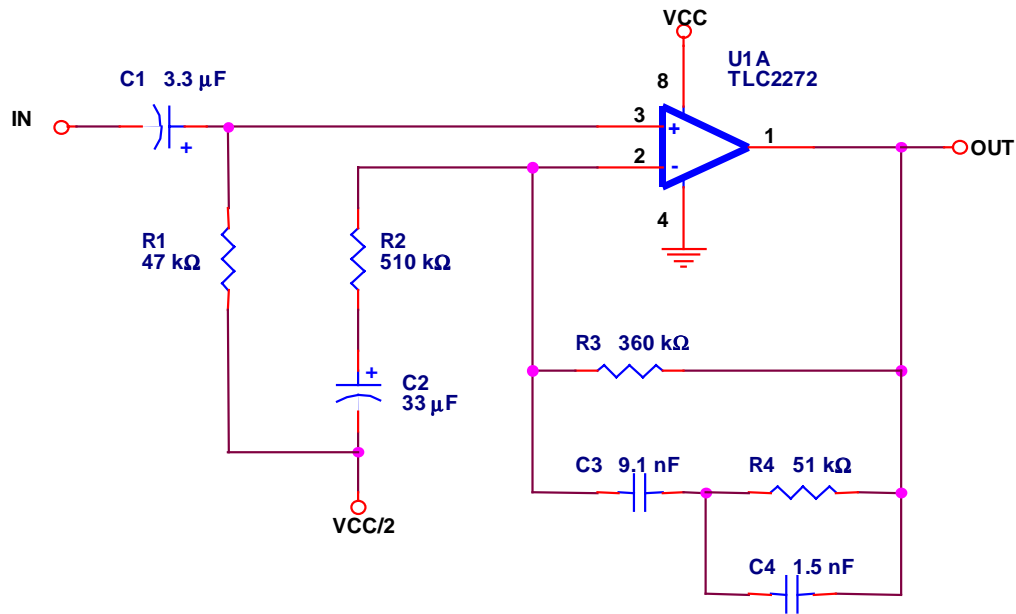 VCC
U1A
TLC2272
C1 3.3 μF
8
IN
3
+
1
OUT
+
2
-
4
R1
47 kΩ
R2
510 kΩ
R3 360 kΩ
+
C2
33 μF
C3 9.1 nF
R4 51 kΩ
VCC/2
C4 1.5 nF